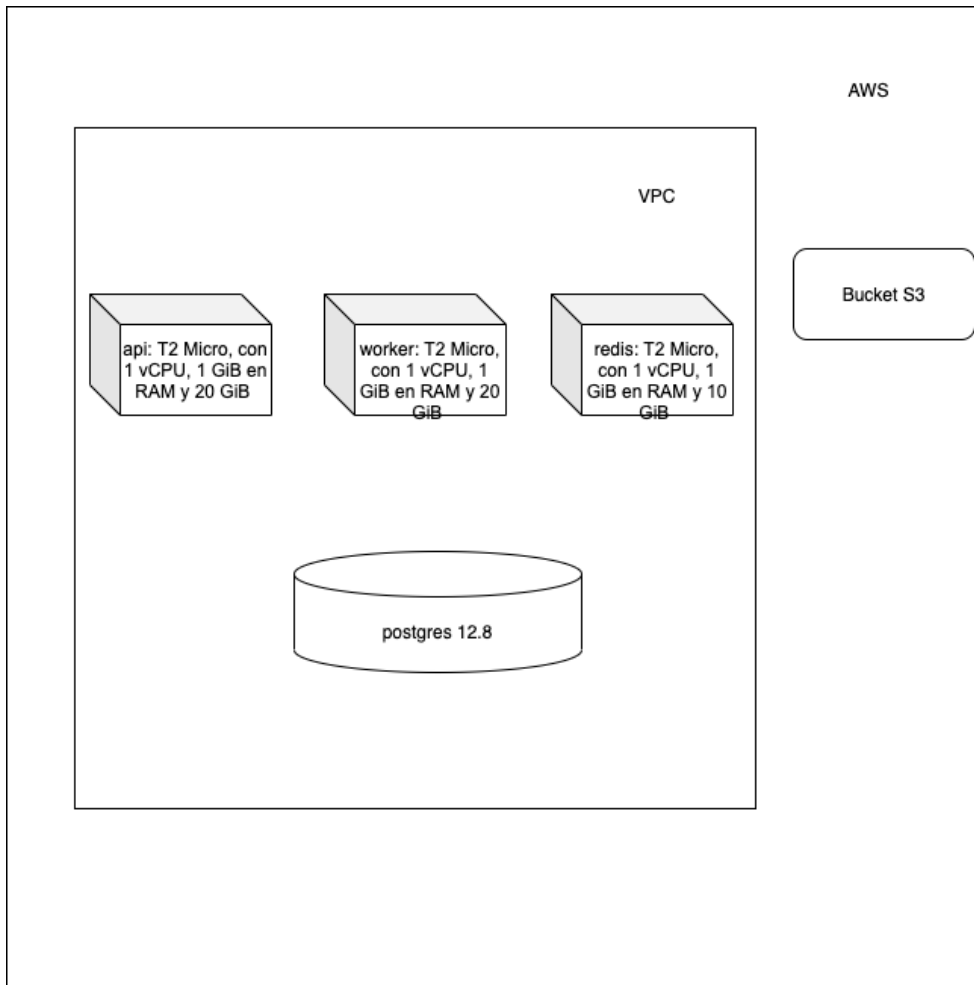 AWS
VPC
Bucket S3
api: T2 Micro, con
1 vCPU, 1 GiB en
RAM y 20 GiB
worker: T2 Micro,
con 1 vCPU, 1
GiB en RAM y 20
GiB
redis: T2 Micro,
con 1 vCPU, 1
GiB en RAM y 10
GiB
postgres 12.8